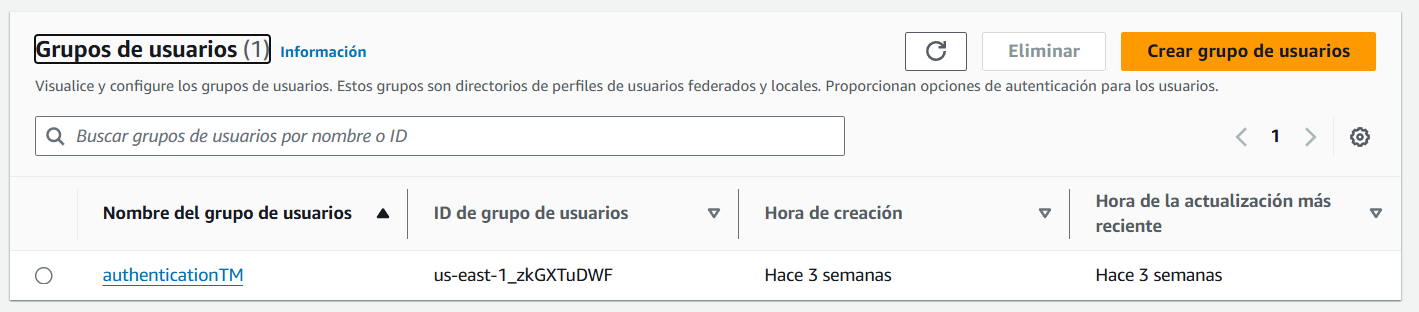 Grupos de usuarios (1) Información
Eliminar
Crear grupo de usuarios
Visualice y configure los grupos de usuarios. Estos grupos son directorios de perfiles de usuarios federados y locales. Proporcionan opciones de autenticación para los usuarios.
Buscar grupos de usuarios por nombre o ID
1
Nombre del grupo de usuarios
ID de grupo de usuarios
Hora de creación
Hora de la actualización más
reciente
authenticationTM
us-east-1_zkGXTuDWF
Hace 3 semanas
Hace 3 semanas